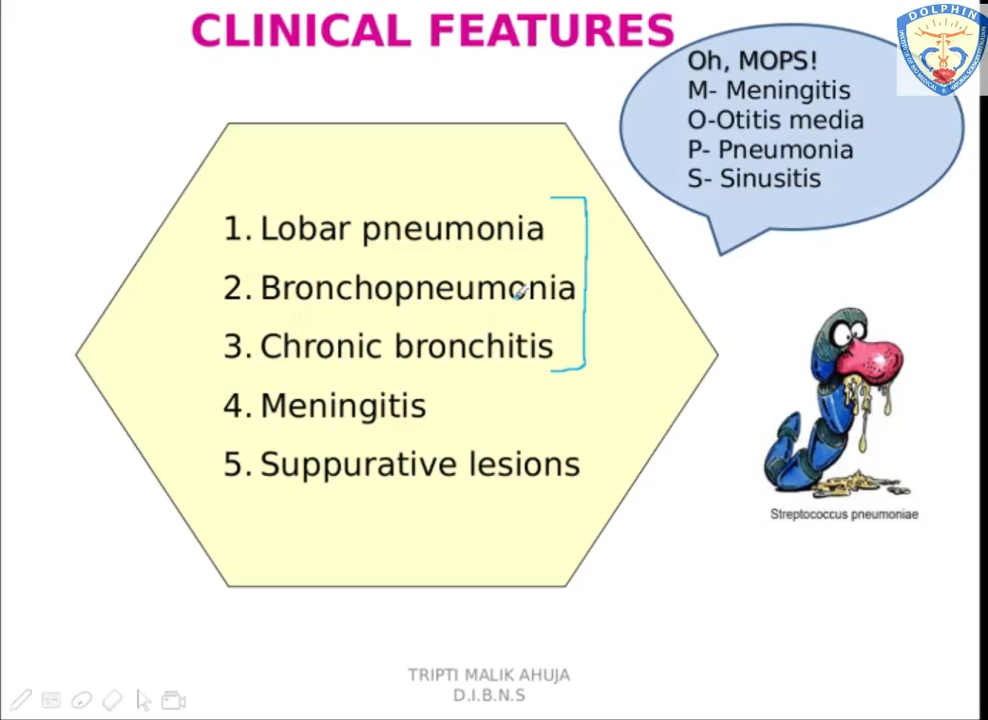 CLINICAL FEATURES
Oh, MOPS!
M- Meningitis
O-Otitis media
P- Pneumonia
S- Sinusitis
1. Lobar pneumonia
2. Bronchopneumonia
3. Chronic bronchitis
4. Meningitis
5. Suppurative lesions
Streptococcus pneumoniae
TRIPTI MALIK AHUJA
D.I.B.N.S
DOLPHIN